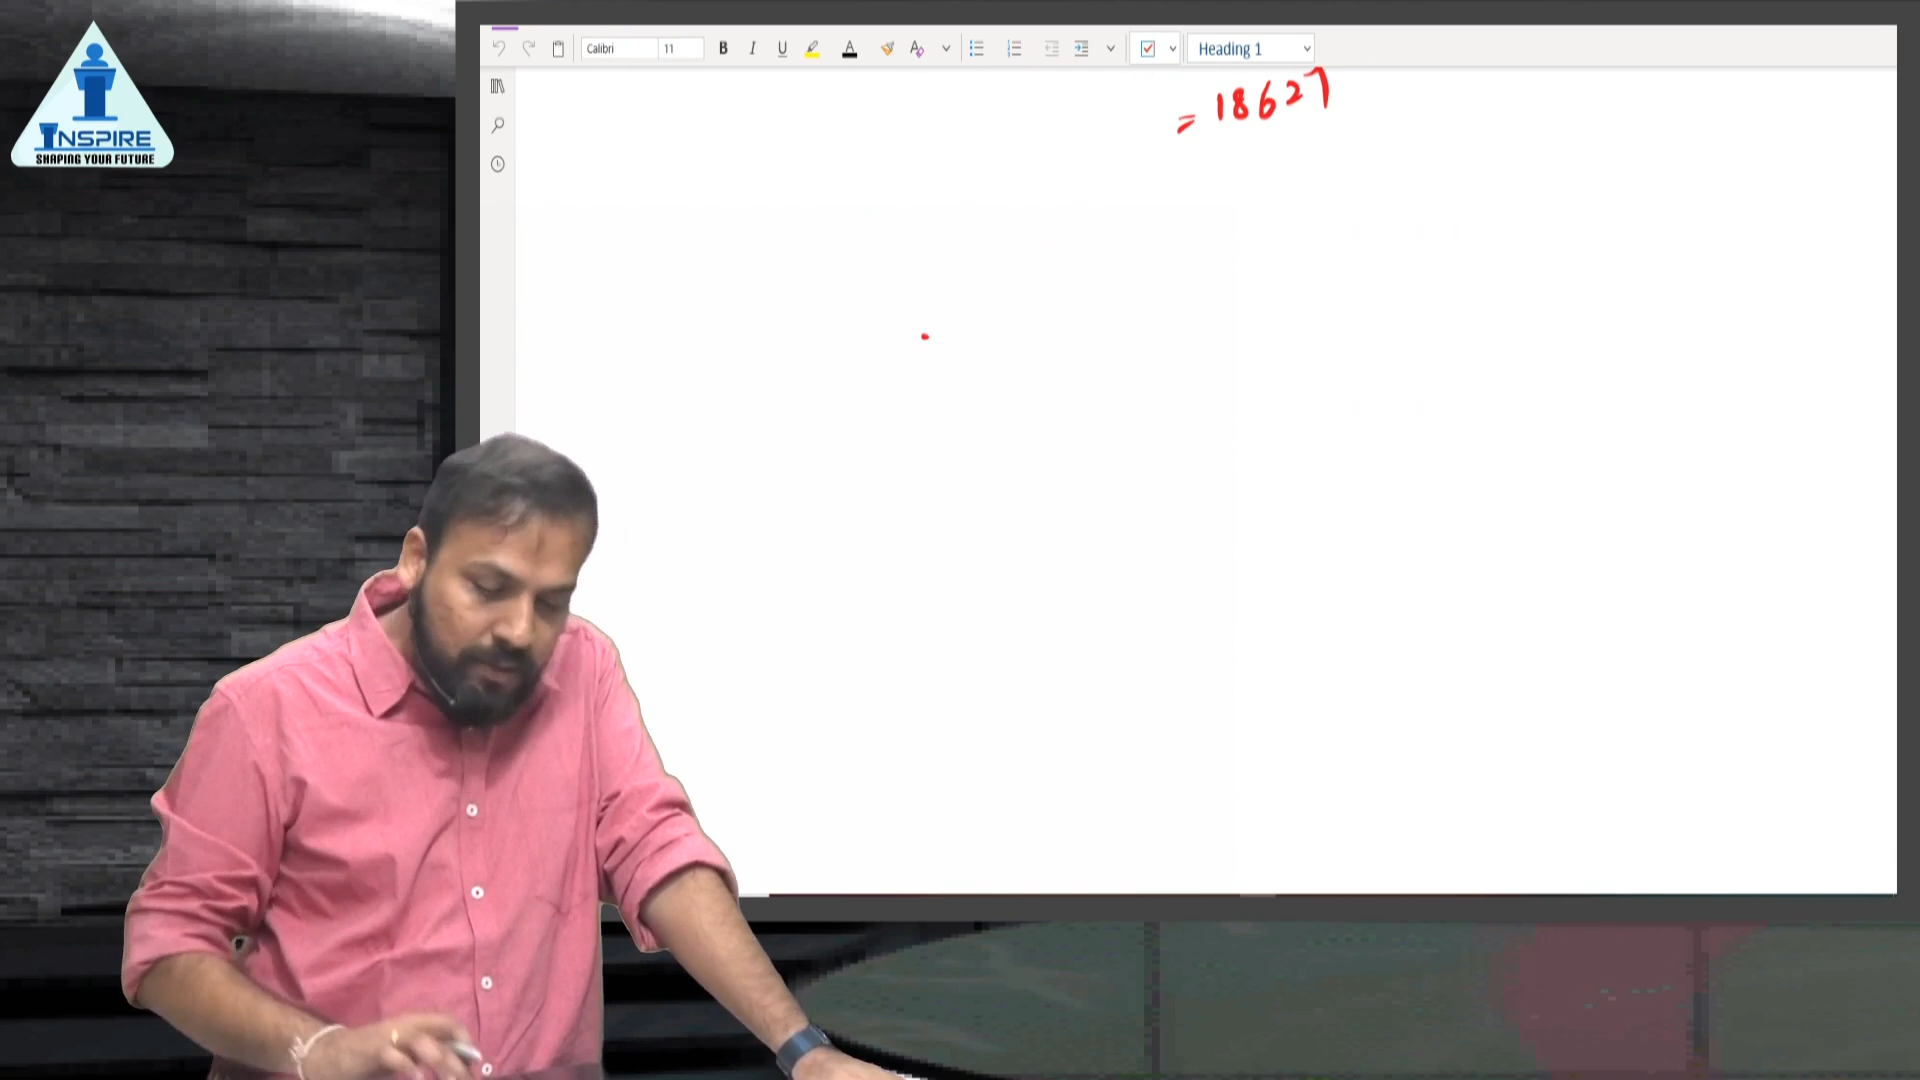 INSPIRE
SHAPING YOUR FUTURE
Calibri 11 B I U A A Heading 1
= 18627